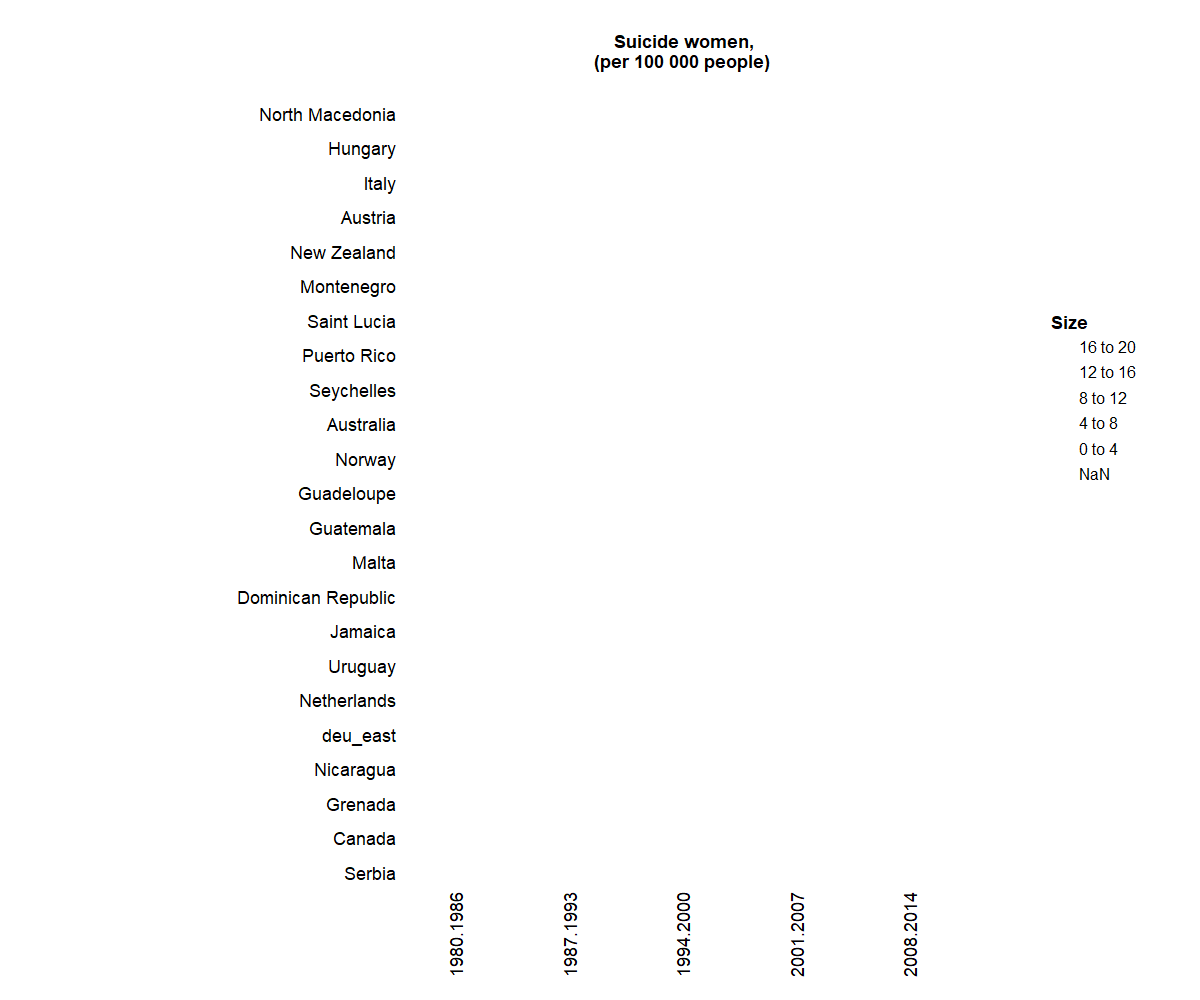 Suicide women,
(per 100 000 people)
North Macedonia
Hungary
Italy
Austria
New Zealand
Montenegro
Saint Lucia
Puerto Rico
Seychelles
Australia
Norway
Guadeloupe
Guatemala
Malta
Dominican Republic
Jamaica
Uruguay
Netherlands
deu_east
Nicaragua
Grenada
Canada
Serbia
1980.1986
1987.1993
1994.2000
2001.2007
2008.2014
Size
16 to 20
12 to 16
8 to 12
4 to 8
0 to 4
NaN